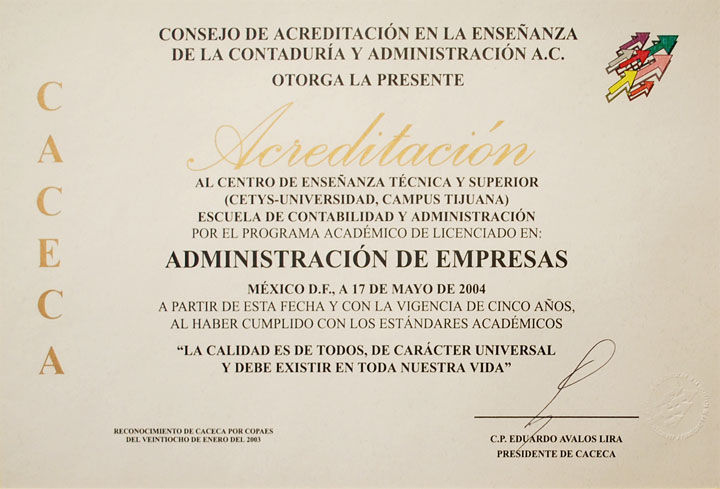 CONSEJO DE ACREDITACIÓN EN LA ENSEÑANZA
DE LA CONTADURÍA Y ADMINISTRACIÓN A.C.
OTORGA LA PRESENTE
CACECA
Acreditación
AL CENTRO DE ENSEÑANZA TÉCNICA Y SUPERIOR
(CETYS-UNIVERSIDAD, CAMPUS TIJUANA)
ESCUELA DE CONTABILIDAD Y ADMINISTRACIÓN
POR EL PROGRAMA ACADÉMICO DE LICENCIADO EN:
ADMINISTRACIÓN DE EMPRESAS
MÉXICO D.F., A 17 DE MAYO DE 2004
A PARTIR DE ESTA FECHA Y CON LA VIGENCIA DE CINCO AÑOS,
AL HABER CUMPLIDO CON LOS ESTÁNDARES ACADÉMICOS
“LA CALIDAD ES DE TODOS, DE CARÁCTER UNIVERSAL
Y DEBE EXISTIR EN TODA NUESTRA VIDA”
RECONOCIMIENTO DE CACECA POR COPAES
DEL VEINTIOCHO DE ENERO DEL 2003
C.P. EDUARDO AVALOS LIRA
PRESIDENTE DE CACECA